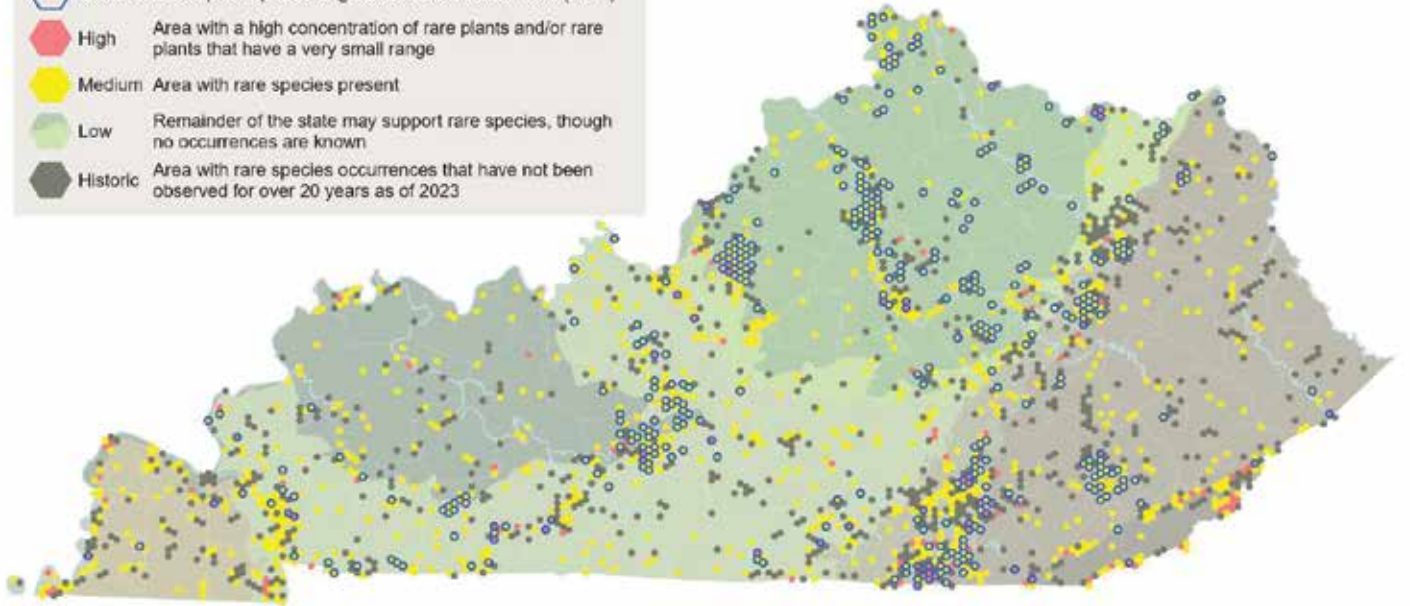 High
Area with a high concentration of rare plants and/or rare
plants that have a very small range
Medium Area with rare species present
Low
Remainder of the state may support rare species, though
no occurrences are known
Historic
Area with rare species occurrences that have not been
observed for over 20 years as of 2023